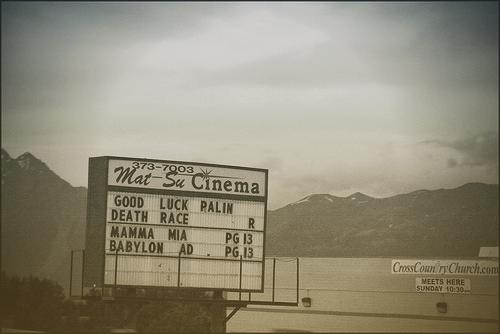 373-7003
Mat-Su Cinema
GOOD LUCK PALIN
DEATH RACE R
MAMMA MIA PG 13
BABYLON AD . PG.13
CrossCountryChurch.com
MEETS HERE
SUNDAY 10:30am